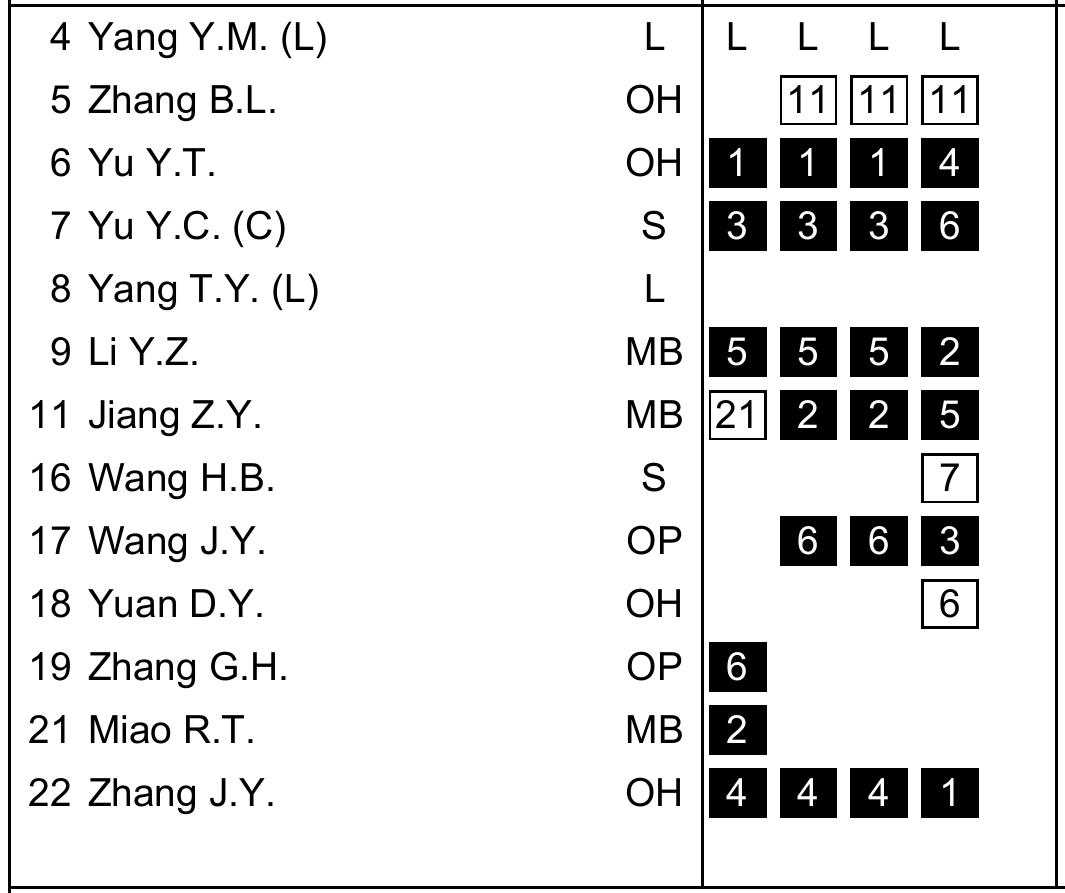 4 Yang Y.M. (L) L L L L L
5 Zhang B.L. OH 11 11 11
6 Yu Y.T. OH 1 1 1 4
7 Yu Y.C. (C) S 3 3 3 6
8 Yang T.Y. (L) L
9 Li Y.Z. MB 5 5 5 2
11 Jiang Z.Y. MB 21 2 2 5
16 Wang H.B. S 7
17 Wang J.Y. OP 6 6 3
18 Yuan D.Y. OH 6
19 Zhang G.H. OP 6
21 Miao R.T. MB 2
22 Zhang J.Y. OH 4 4 4 1